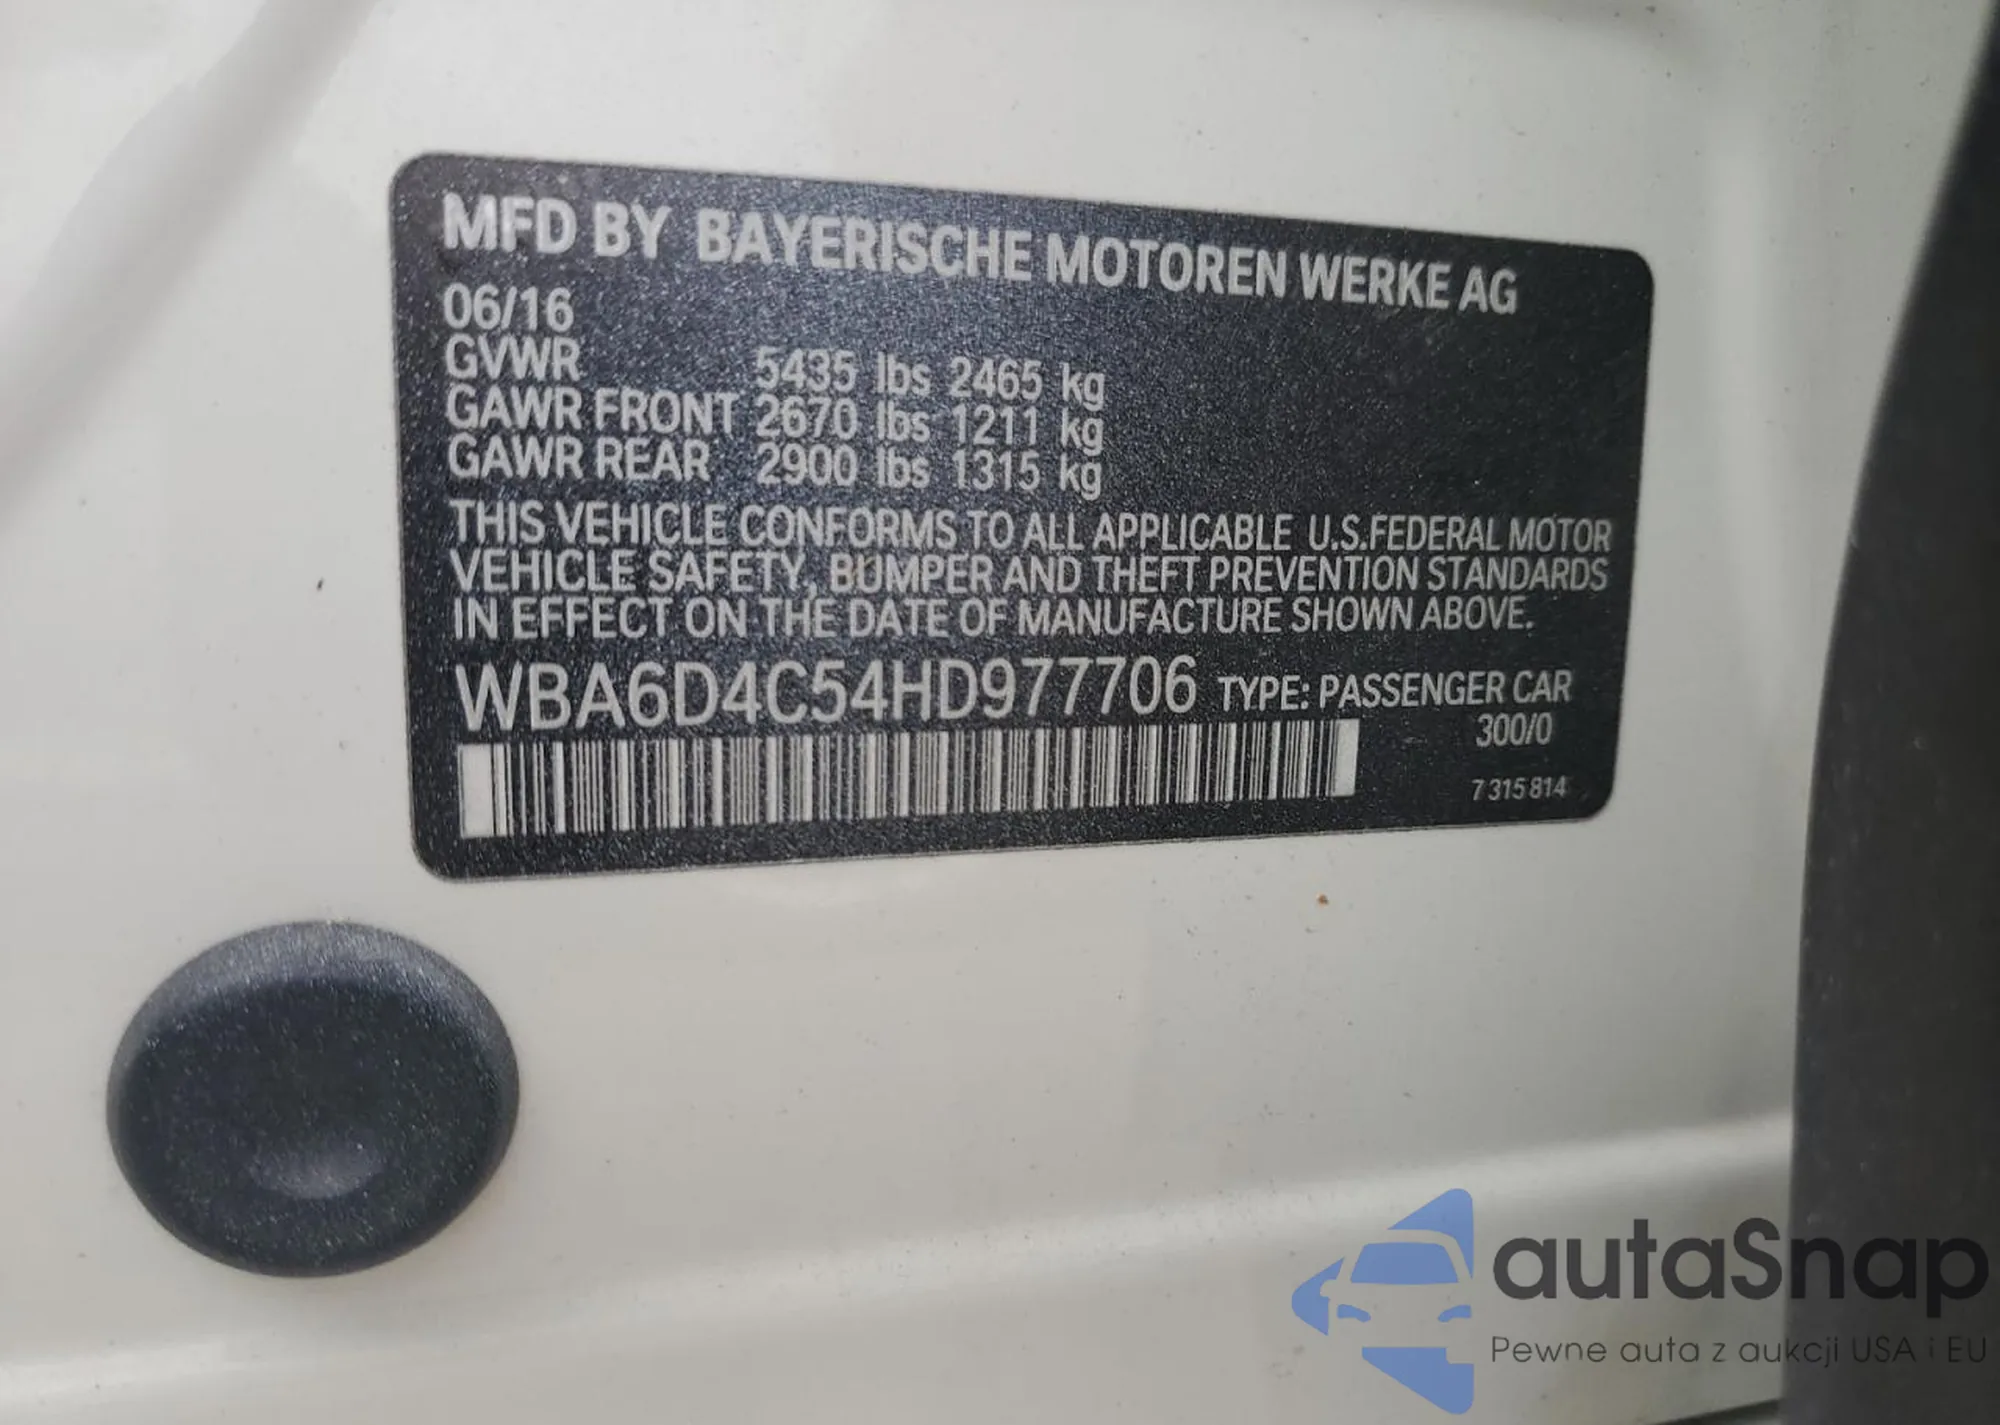 MFD BY BAYERISCHE MOTOREN WERKE AG
06/16
GVWR 5435 lbs 2465 kg
GAWR FRONT 2670 lbs 1211 kg
GAWR REAR 2900 lbs 1315 kg
THIS VEHICLE CONFORMS TO ALL APPLICABLE U.S.FEDERAL MOTOR
VEHICLE SAFETY, BUMPER AND THEFT PREVENTION STANDARDS
IN EFFECT ON THE DATE OF MANUFACTURE SHOWN ABOVE.
WBA6D4C54HD977706 TYPE: PASSENGER CAR
300/0
7 315 814
autaSnap
Pewne auta z aukcji USA i EU